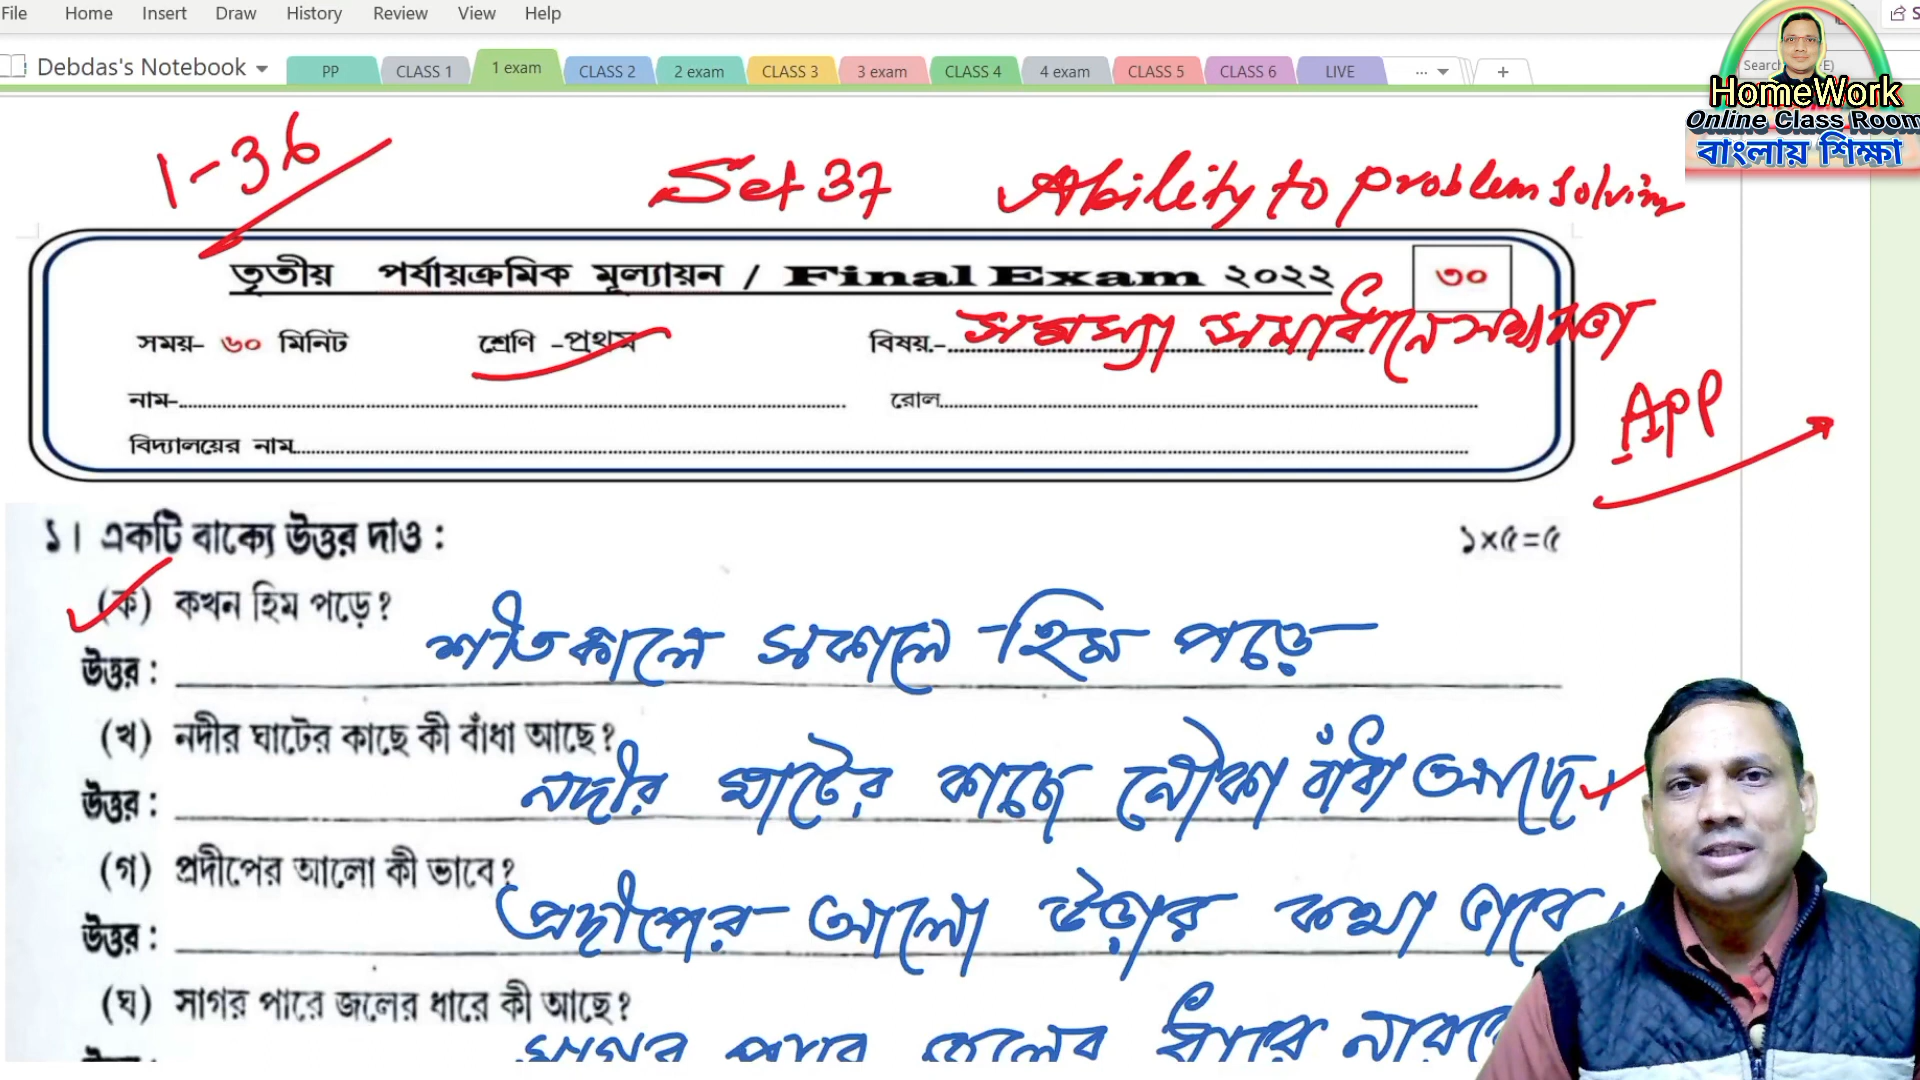 File Home Insert Draw History Review View Help
Debdas's Notebook PP CLASS 1 1 exam CLASS 2 2 exam CLASS 3 3 exam CLASS 4 4 exam CLASS 5 CLASS 6 LIVE ... +
HomeWork
Online Class Room
বাংলায় শিক্ষা
1-36 Set 37 Ability to problem solving
তৃতীয় পর্যায়ক্রমিক মূল্যায়ন / Final Exam ২০২২ ৩০
সময়- ৬০ মিনিট শ্রেণি -প্রথম বিষয়.- সমস্যা সমাধানে
নাম- রোল
বিদ্যালয়ের নাম
APP
১। একটি বাক্যে উত্তর দাও : ১×৫=৫
(ক) কখন হিম পড়ে?
উত্তর : শীতকালে সকালে হিম পড়ে
(খ) নদীর ঘাটের কাছে কী বাঁধা আছে?
উত্তর : নদীর ঘাটের কাছে নৌকা বাঁধা আছে।
(গ) প্রদীপের আলো কী ভাবে?
উত্তর : প্রদীপের আলো উড়ার কথা ভাবে।
(ঘ) সাগর পারে জলের ধারে কী আছে?
সাগর পারে জলের ধারে